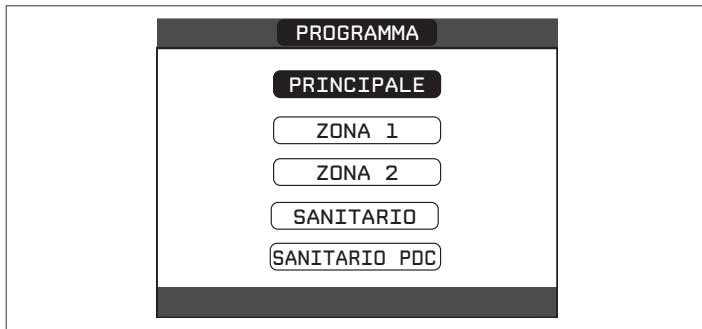 PROGRAMMA
PRINCIPALE
ZONA 1
ZONA 2
SANITARIO
SANITARIO PDC